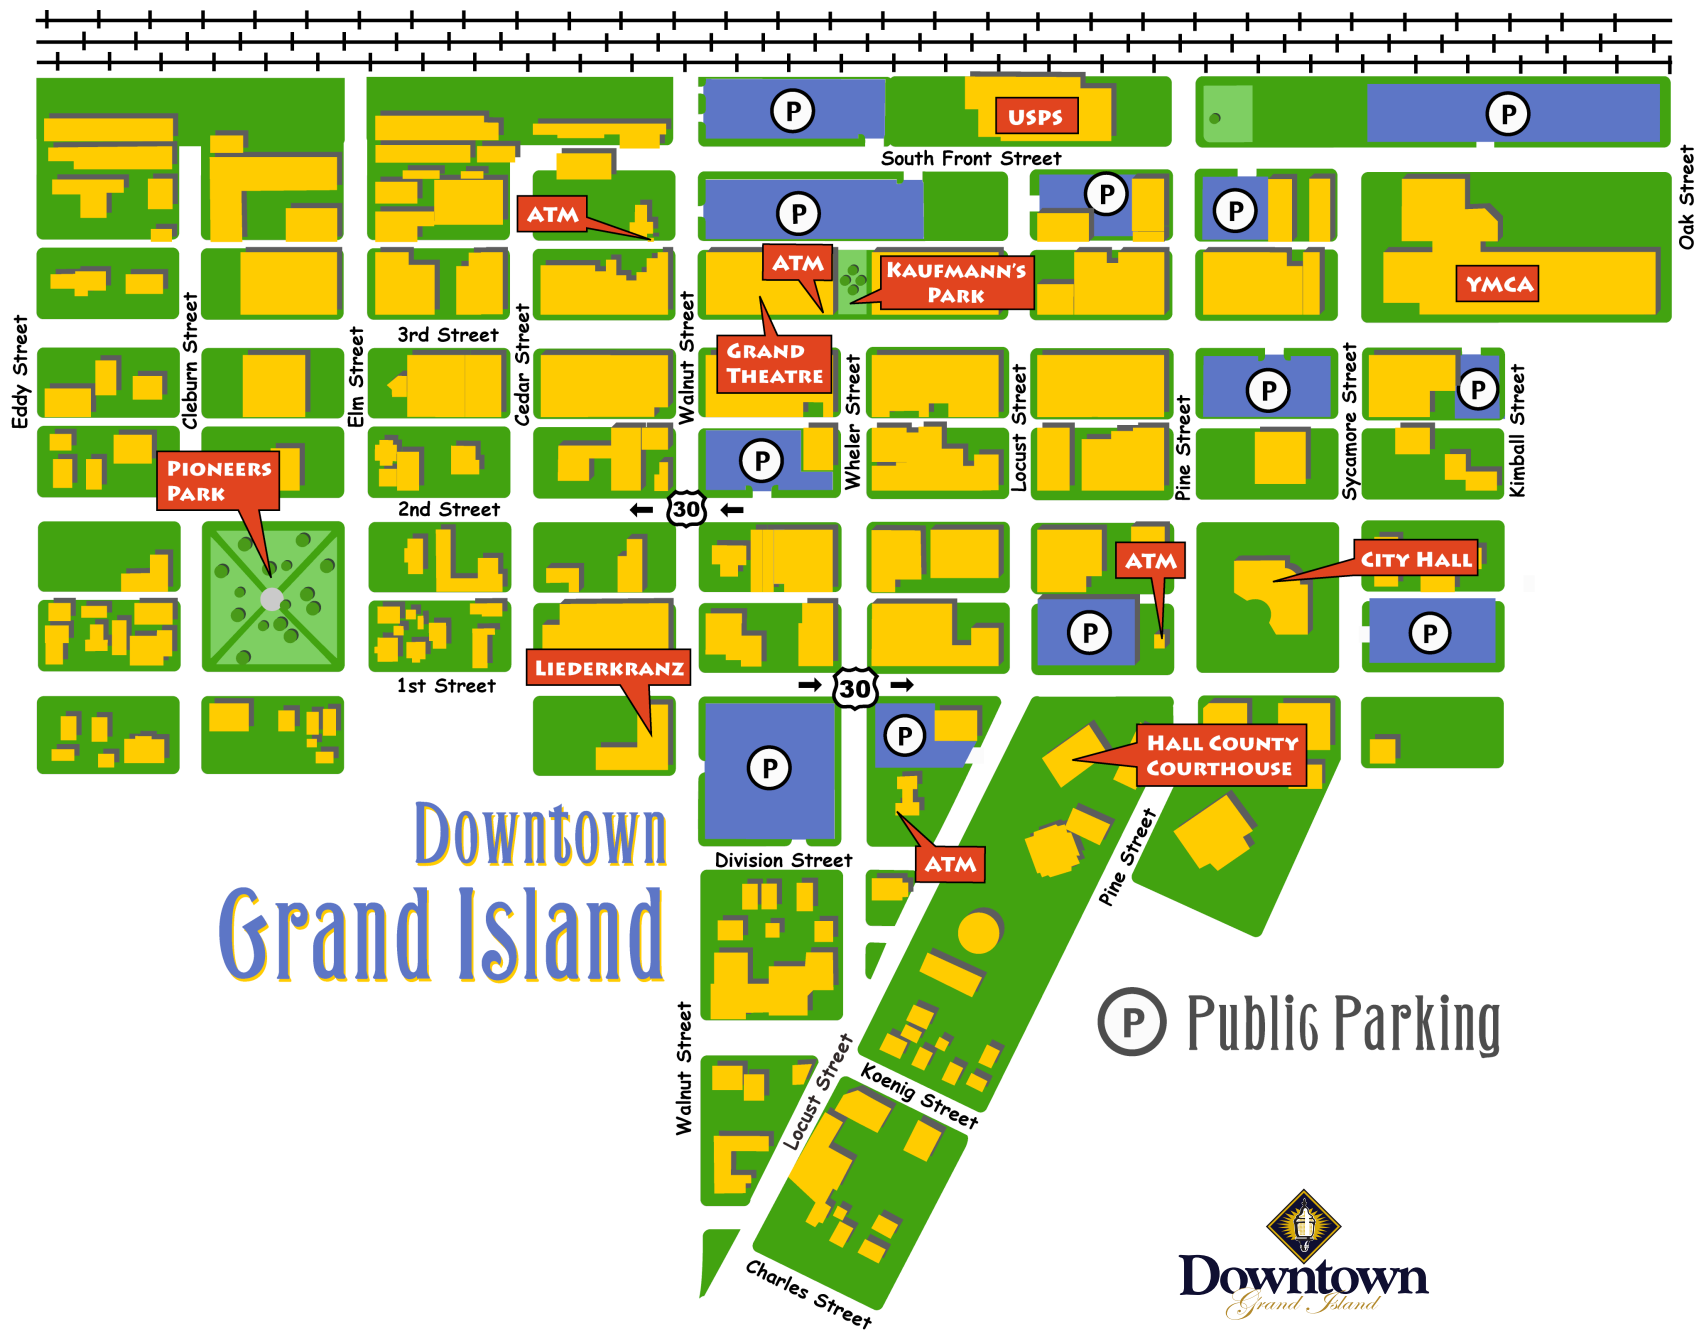 P
USPS
P
South Front Street
Oak Street
P
P
P
ATM
ATM
Kaufmann's
Park
YMCA
Eddy Street
Cleburn Street
Elm Street
3rd Street
Cedar Street
Walnut Street
Grand
Theatre
Wheler Street
Locust Street
Pine Street
P
Sycamore Street
P
Kimball Street
Pioneers
Park
P
2nd Street
30
ATM
City Hall
P
P
Liederkranz
1st Street
30
P
P
Hall County
Courthouse
Downtown
Grand Island
Division Street
ATM
Pine Street
P Public Parking
Walnut Street
Locust Street
Koenig Street
Charles Street
Downtown
Grand Island